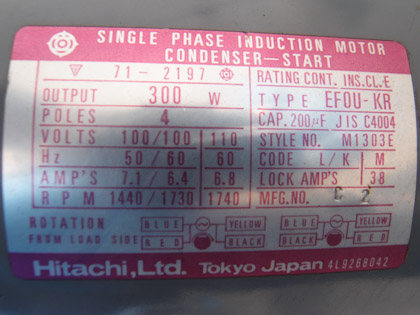 SINGLE PHASE INDUCTION MOTOR
CONDENSER-START
71-2197
OUTPUT 300 W
POLES 4
VOLTS 100/100 110
Hz 50/60 60
AMP'S 7.1/6.4 6.8
RPM 1440/1730 1740
RATING CONT. INS.CL.E
TYPE EFOU-KR
CAP. 200μF JIS C4004
STYLE NO. M1303E
CODE L/K M
LOCK AMP'S 38
MFG.NO. C 2
ROTATION
FROM LOAD SIDE
BLUE YELLOW BLUE YELLOW
RED BLACK RED BLACK
Hitachi,Ltd. Tokyo Japan 4L9268042